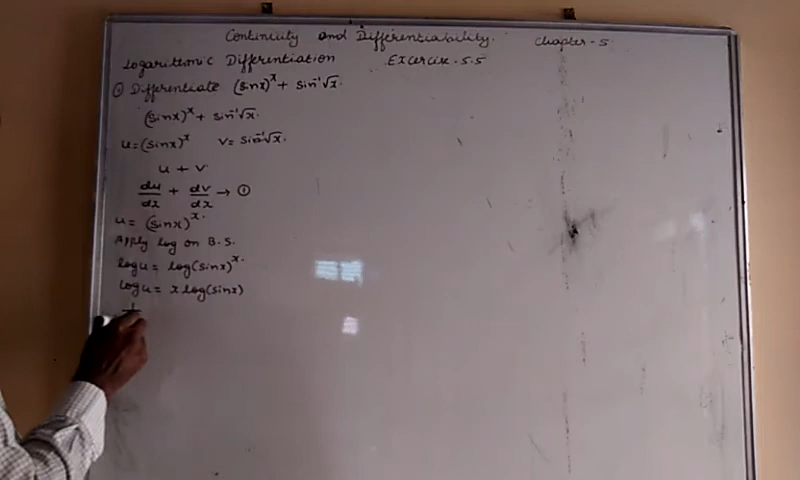 Continuity and Differentiability. Chapter - 5
Logarithmic Differentiation Excercise . 5.5
① Differentiate (sinx)^x + sin⁻¹√x.
(sinx)^x + sin⁻¹√x.
u = (sinx)^x v = sin⁻¹√x.
u + v.
du/dx + dv/dx → ①
u = (sinx)^x.
Apply log on B.S.
log u = log(sinx)^x.
log u = x log(sinx)